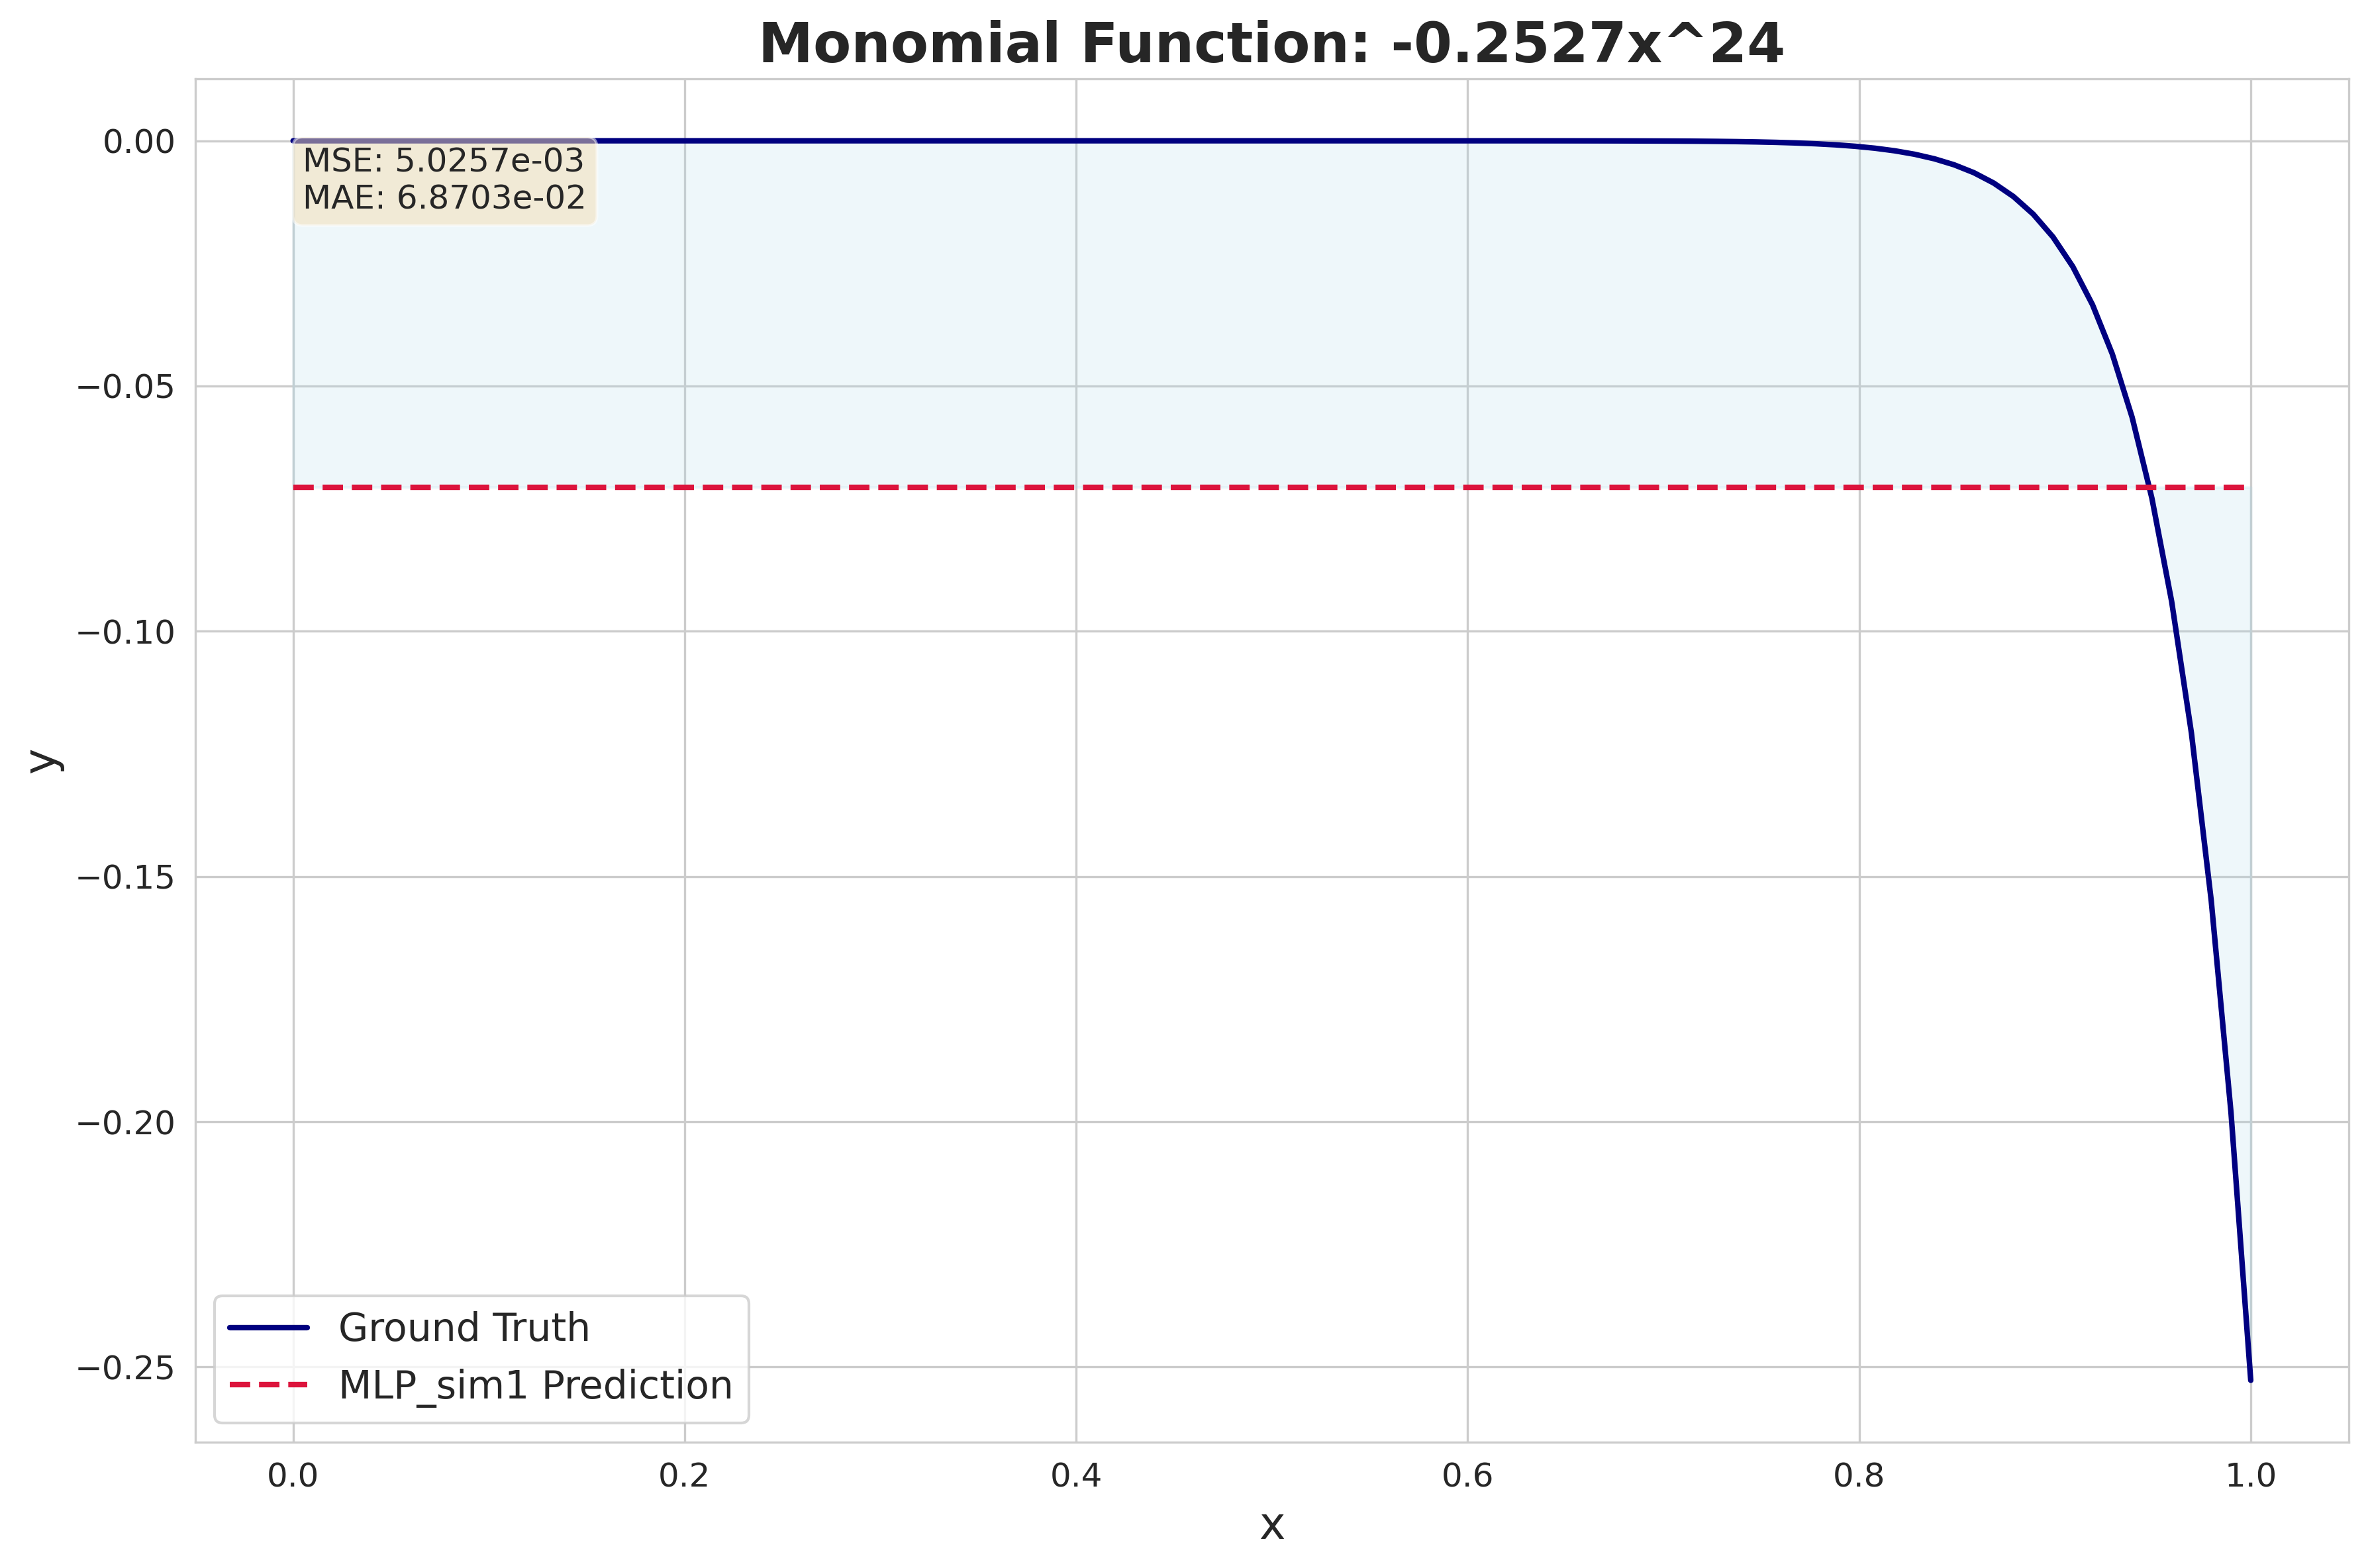 Monomial Function: -0.2527x^24
MSE: 5.0257e-03
MAE: 6.8703e-02
0.00
−0.05
−0.10
−0.15
−0.20
−0.25
y
Ground Truth
MLP_sim1 Prediction
0.0 0.2 0.4 0.6 0.8 1.0
x